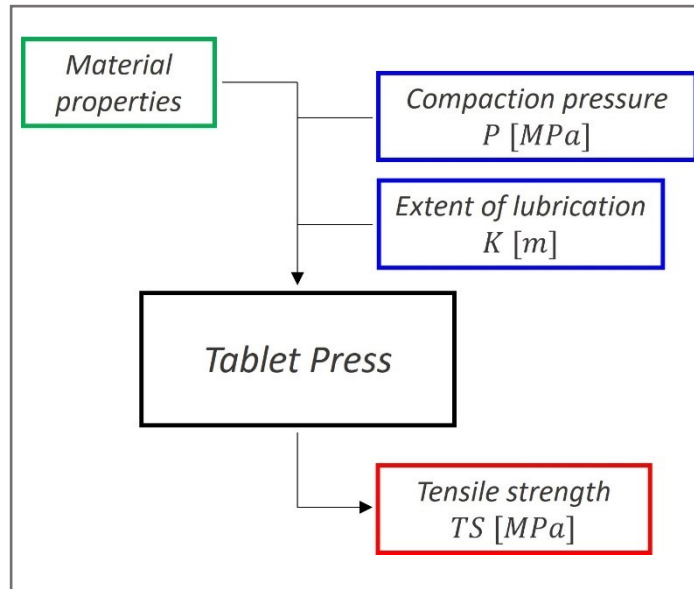 Material
properties
Compaction pressure
P [MPa]
Extent of lubrication
K [m]
Tablet Press
Tensile strength
TS [MPa]